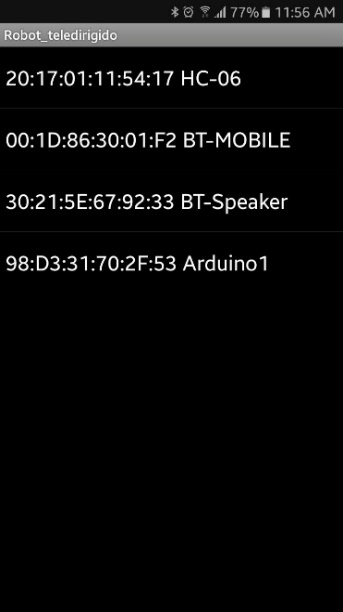 77% 11:56 AM
Robot_teledirigido
20:17:01:11:54:17 HC-06
00:1D:86:30:01:F2 BT-MOBILE
30:21:5E:67:92:33 BT-Speaker
98:D3:31:70:2F:53 Arduino1